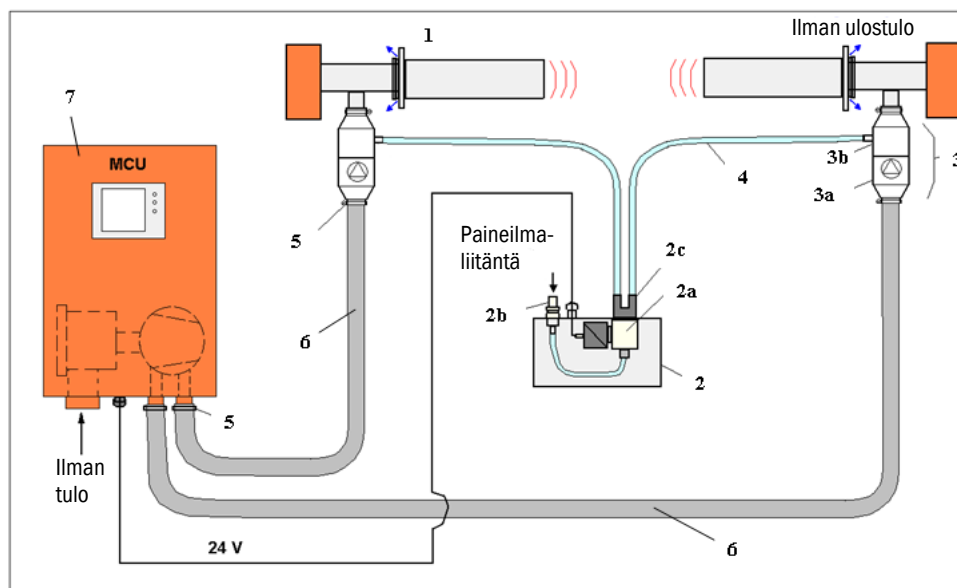 1
Ilman ulostulo
7
MCU
3b
3
3a
4
5
Paineilma-
liitäntä
2c
2b
2a
6
2
5
Ilman
tulo
24 V
6